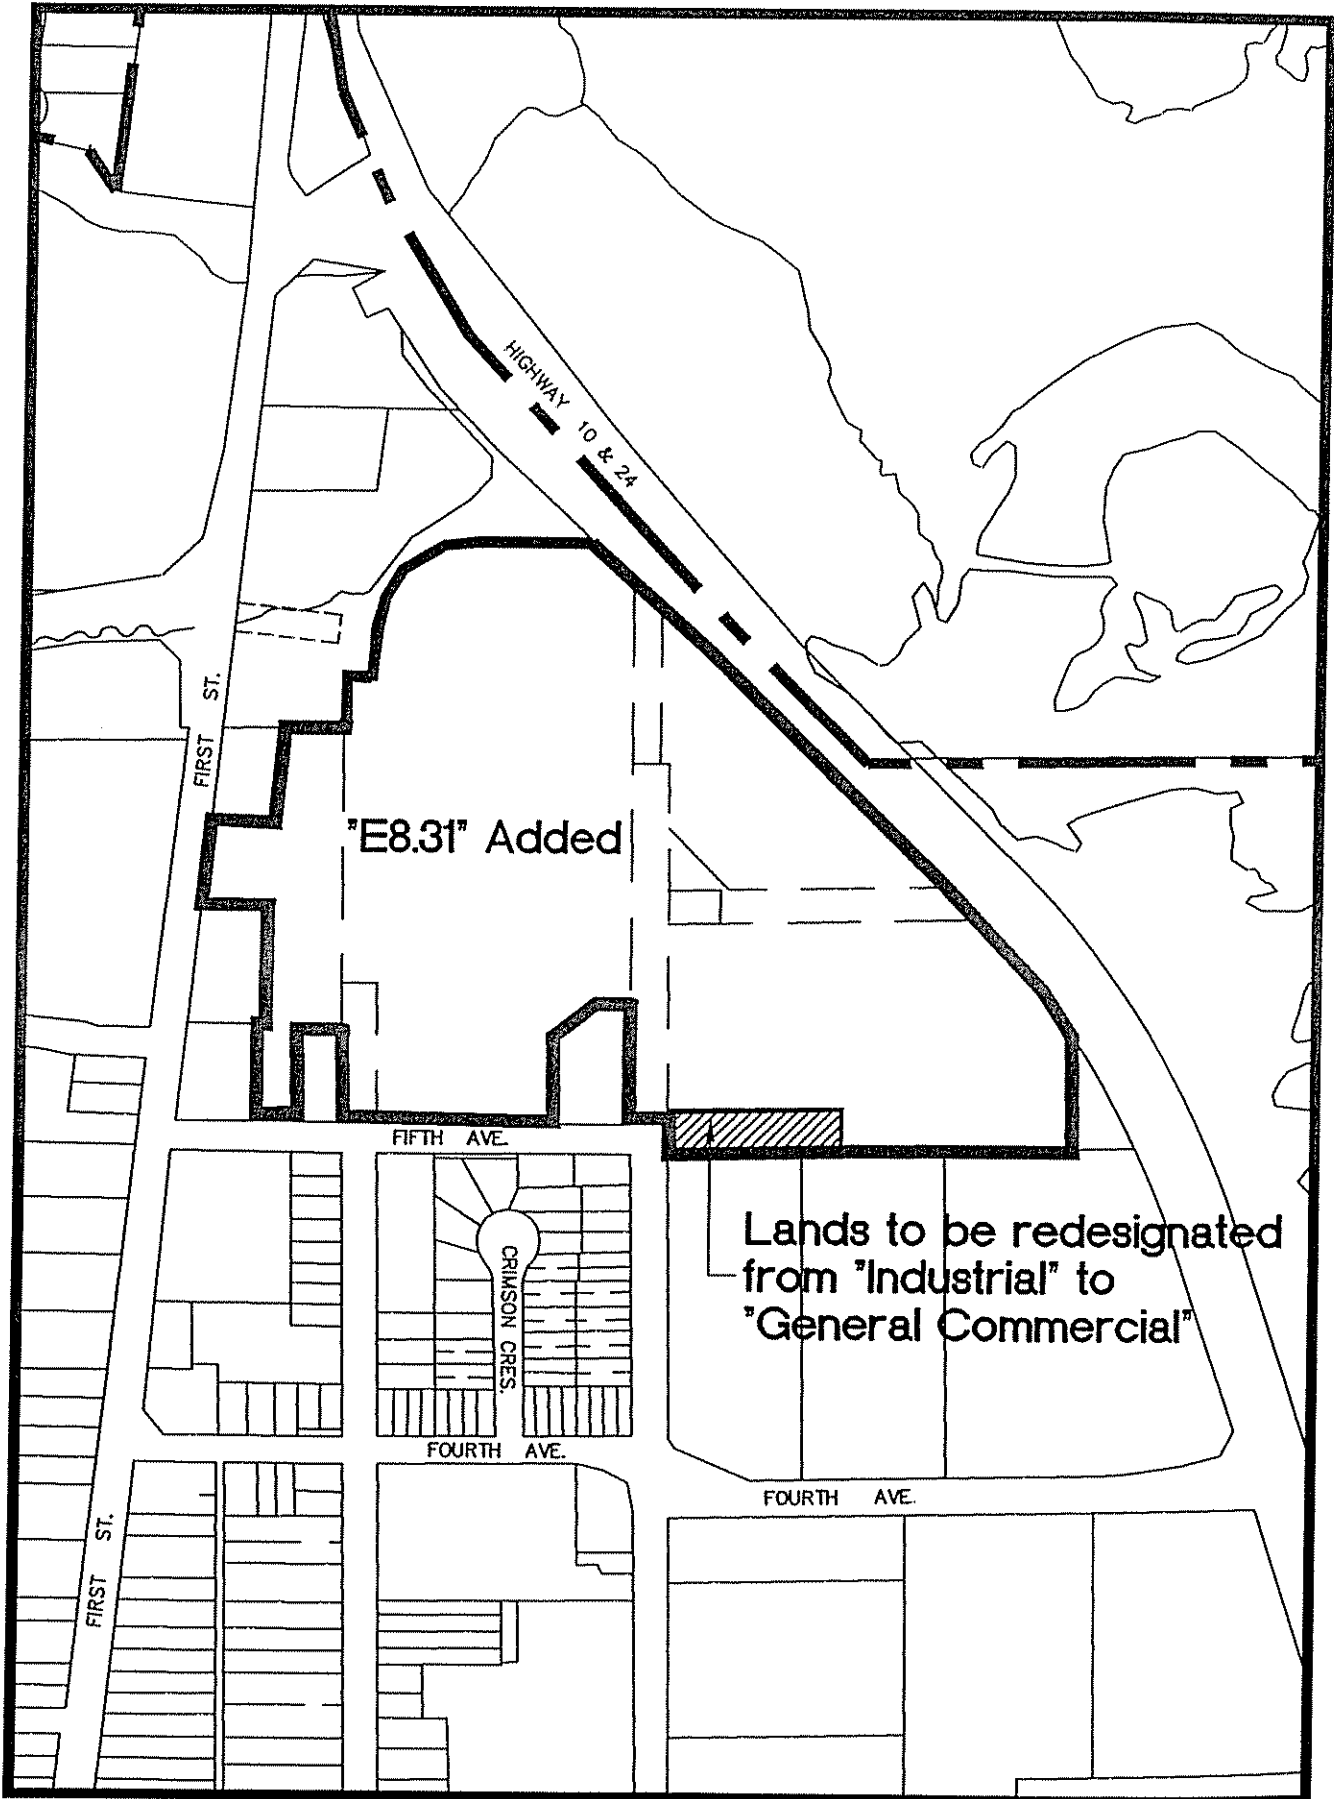 HIGHWAY 10 & 24
FIRST ST.
"E8.31" Added
FIFTH AVE.
Lands to be redesignated
from "Industrial" to
"General Commercial"
CRIMSON CRES.
FOURTH AVE.
FOURTH AVE.
FIRST ST.